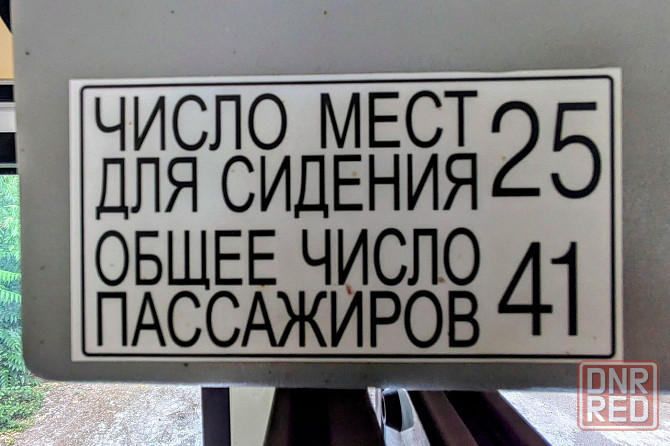 ЧИСЛО МЕСТ
ДЛЯ СИДЕНИЯ 25
ОБЩЕЕ ЧИСЛО
ПАССАЖИРОВ 41
DNR
RED